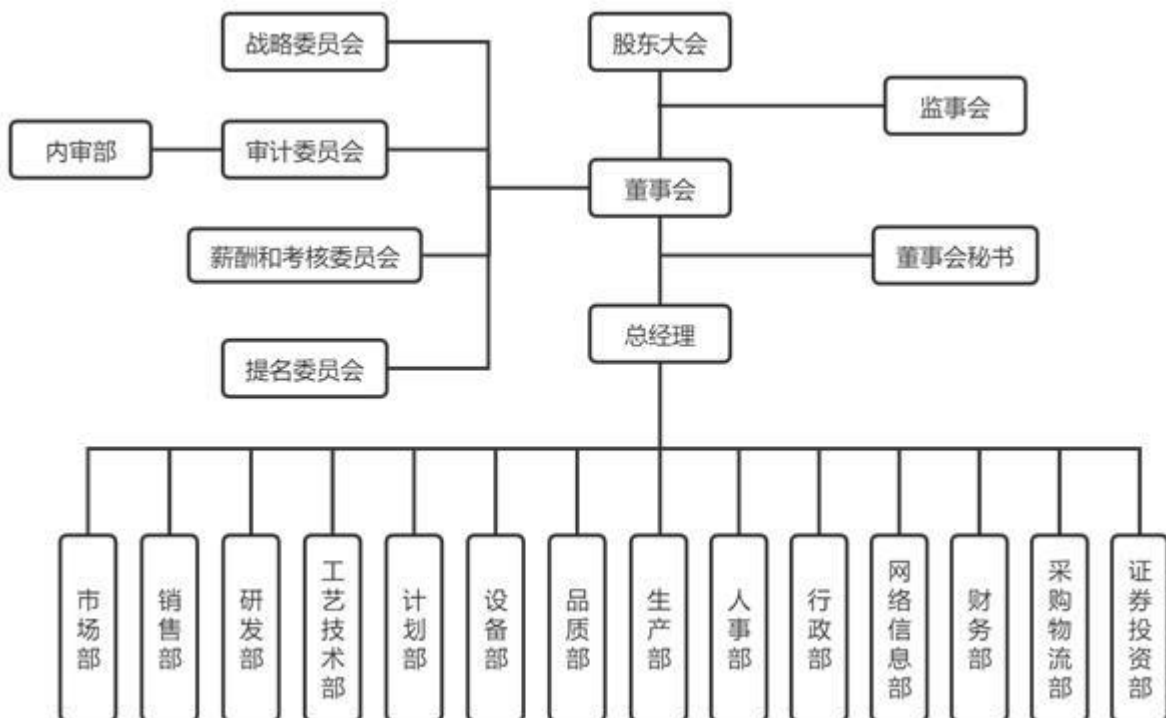 战略委员会
股东大会
监事会
内审部
审计委员会
董事会
薪酬和考核委员会
董事会秘书
总经理
提名委员会
市场部
销售部
研发部
工艺技术部
计划部
设备部
品质部
生产部
人事部
行政部
网络信息部
财务部
采购物流部
证券投资部